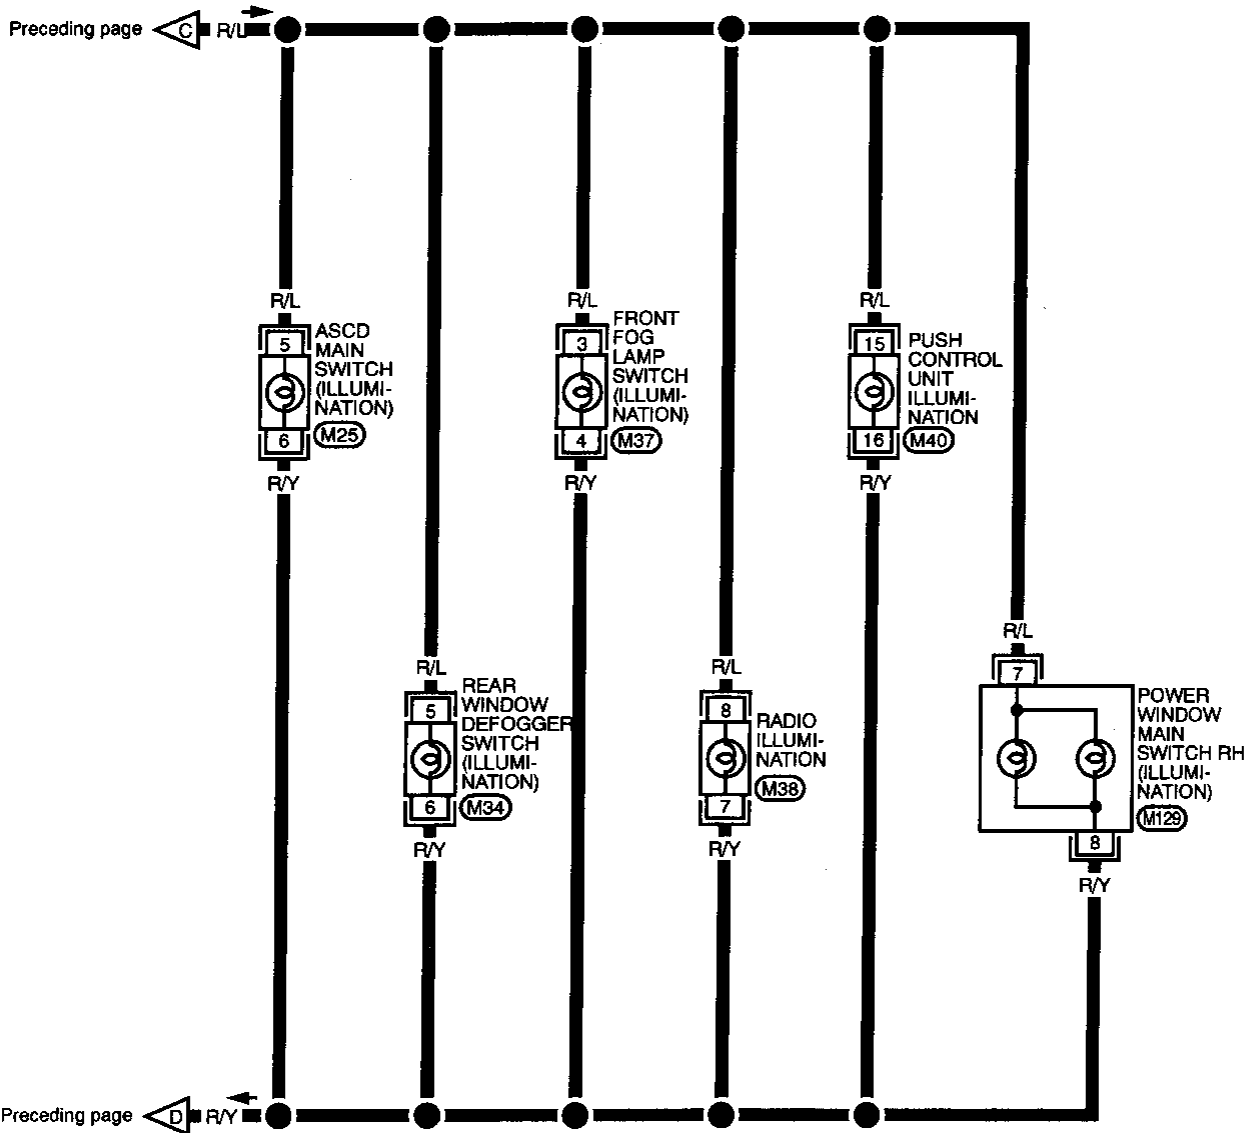 Preceding page C R/L
R/L
5
ASCD
MAIN
SWITCH
(ILLUMI-
NATION)
6
M25
R/Y
R/L
3
FRONT
FOG
LAMP
SWITCH
(ILLUMI-
NATION)
4
M37
R/Y
R/L
15
PUSH
CONTROL
UNIT
ILLUMI-
NATION
16
M40
R/Y
R/L
5
REAR
WINDOW
DEFOGGER
SWITCH
(ILLUMI-
NATION)
6
M34
R/Y
R/L
8
RADIO
ILLUMI-
NATION
7
M38
R/Y
R/L
7
POWER
WINDOW
MAIN
SWITCH RH
(ILLUMI-
NATION)
M129
8
R/Y
Preceding page D R/Y